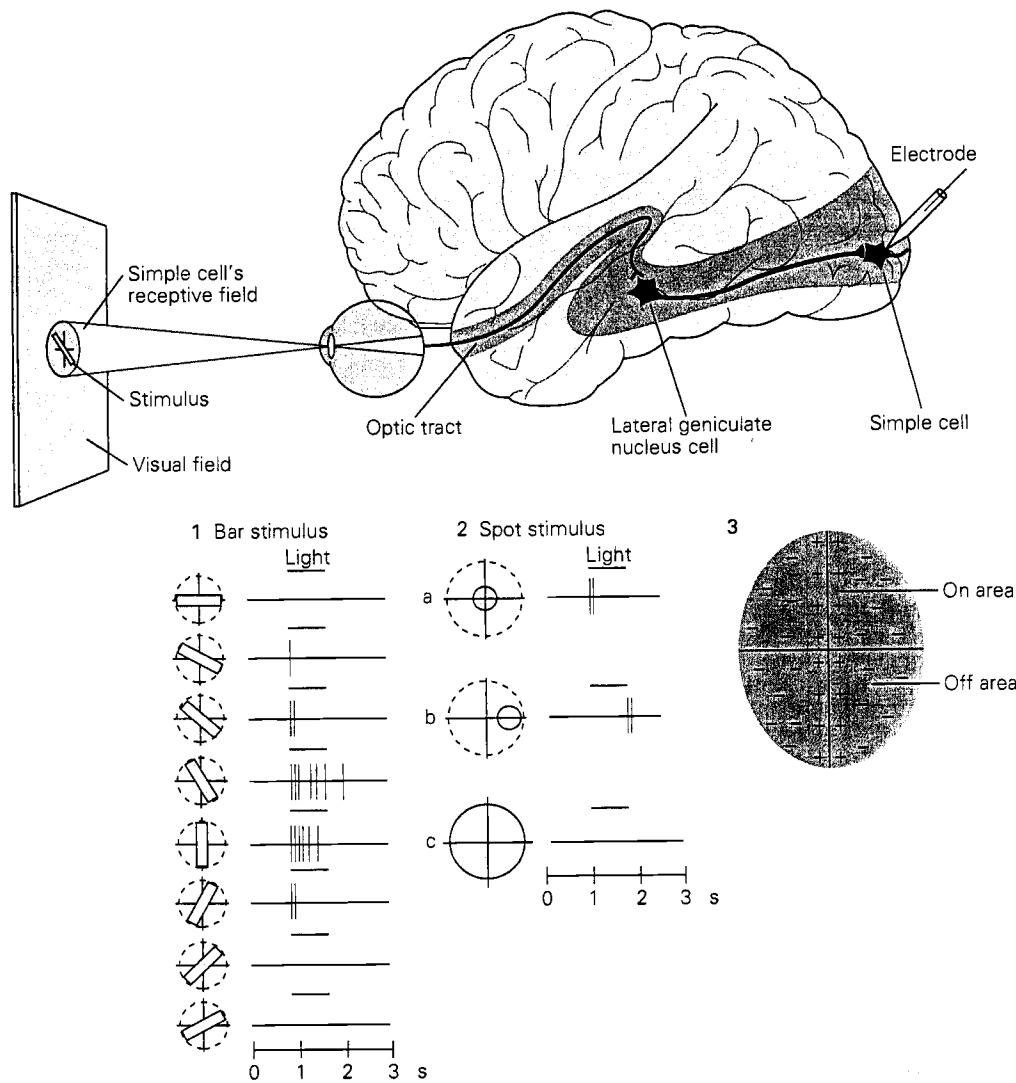 Electrode
Simple cell's
receptive field
Stimulus
Optic tract
Lateral geniculate
nucleus cell
Simple cell
Visual field
1 Bar stimulus
2 Spot stimulus
3
Light
Light
a
On area
Off area
b
c
0 1 2 3 s
0 1 2 3 s